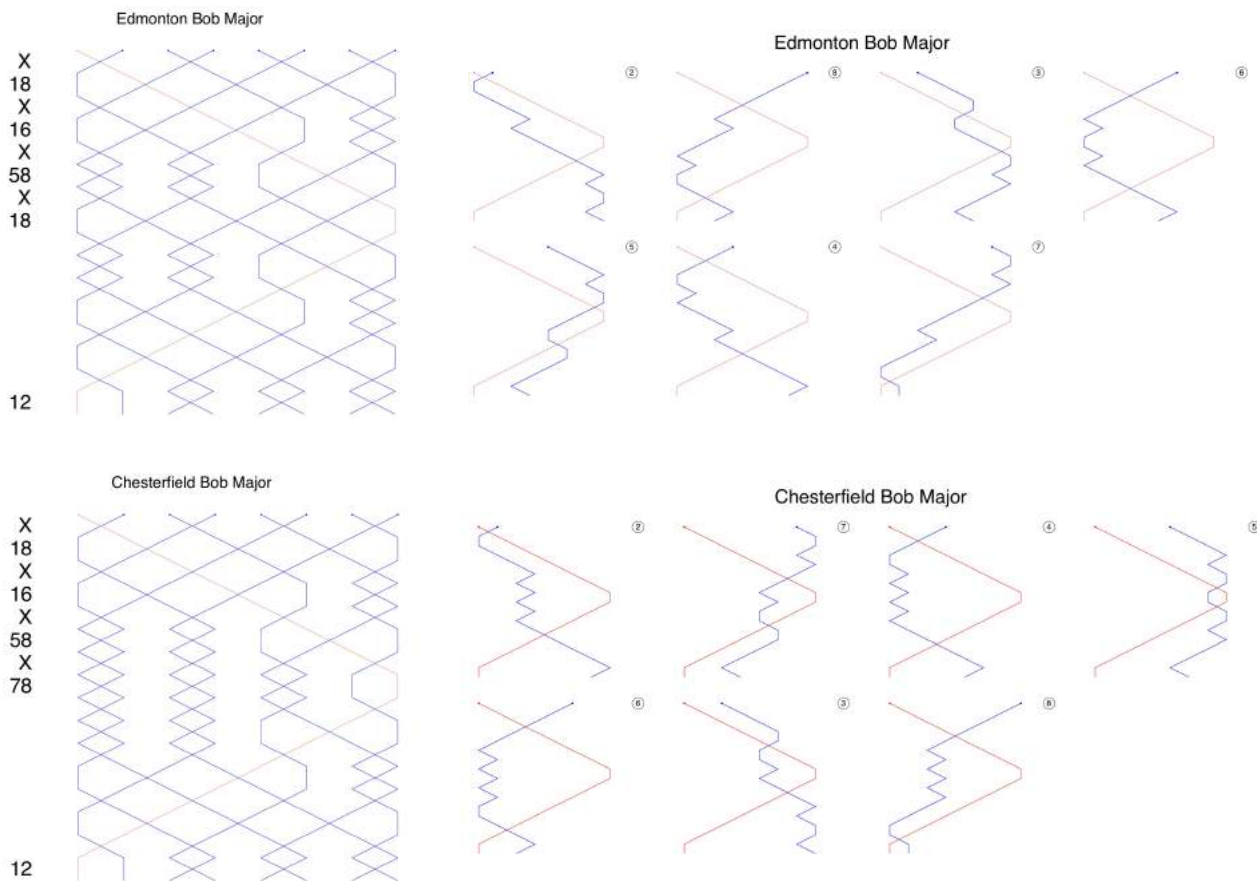 Edmonton Bob Major
X
18
X
16
X
58
X
18
12
Edmonton Bob Major
②
⑧
③
⑥
⑤
④
⑦
Chesterfield Bob Major
X
18
X
16
X
58
X
78
12
Chesterfield Bob Major
②
⑦
④
⑤
⑥
③
⑧